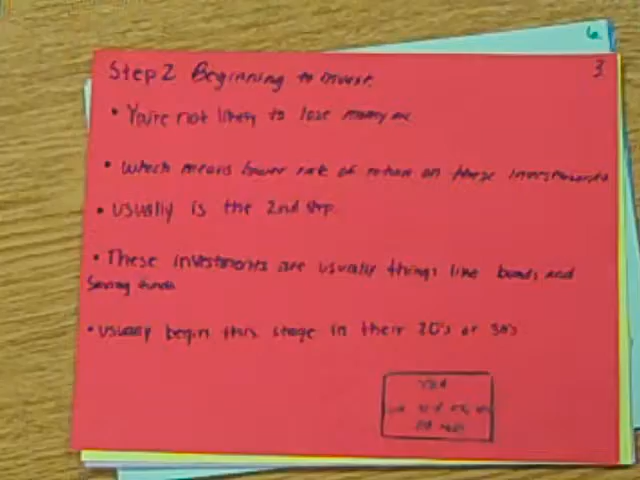 6
3
Step 2 Beginning to invest.
• You're not likely to lose money
• which means lower rate of return on these investments
• usually is the 2nd step.
• These investments are usually things like bonds and
Saving funds
• usually begin this stage in their 20's or 30's